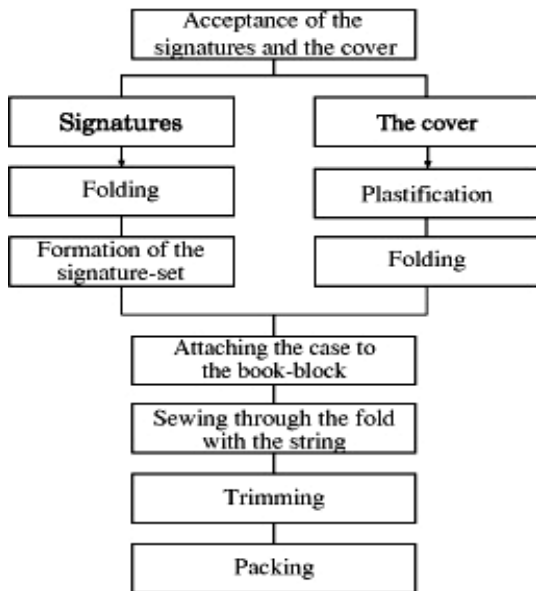 Acceptance of the
signatures and the cover
Signatures
The cover
Folding
Plastification
Formation of the
signature-set
Folding
Attaching the case to
the book-block
Sewing through the fold
with the string
Trimming
Packing